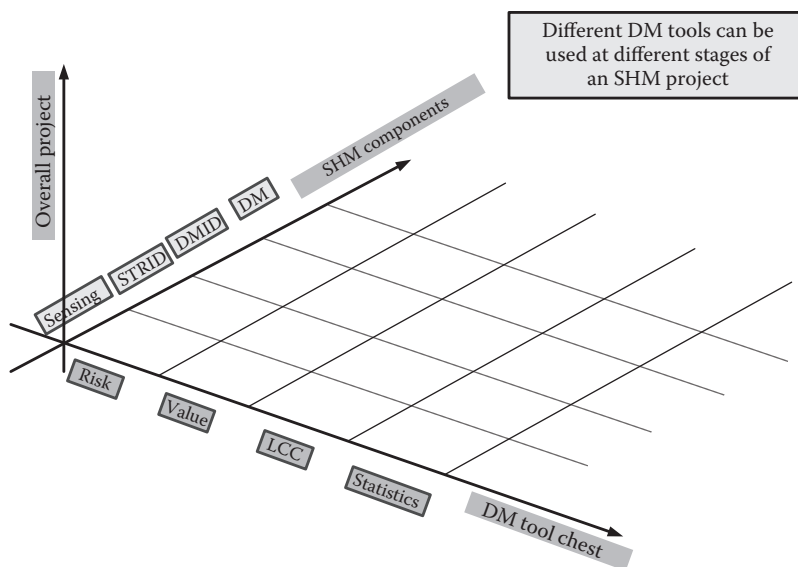 Different DM tools can be
used at different stages of
an SHM project
Overall project
SHM components
Sensing
STRID
DMID
DM
Risk
Value
LCC
Statistics
DM tool chest